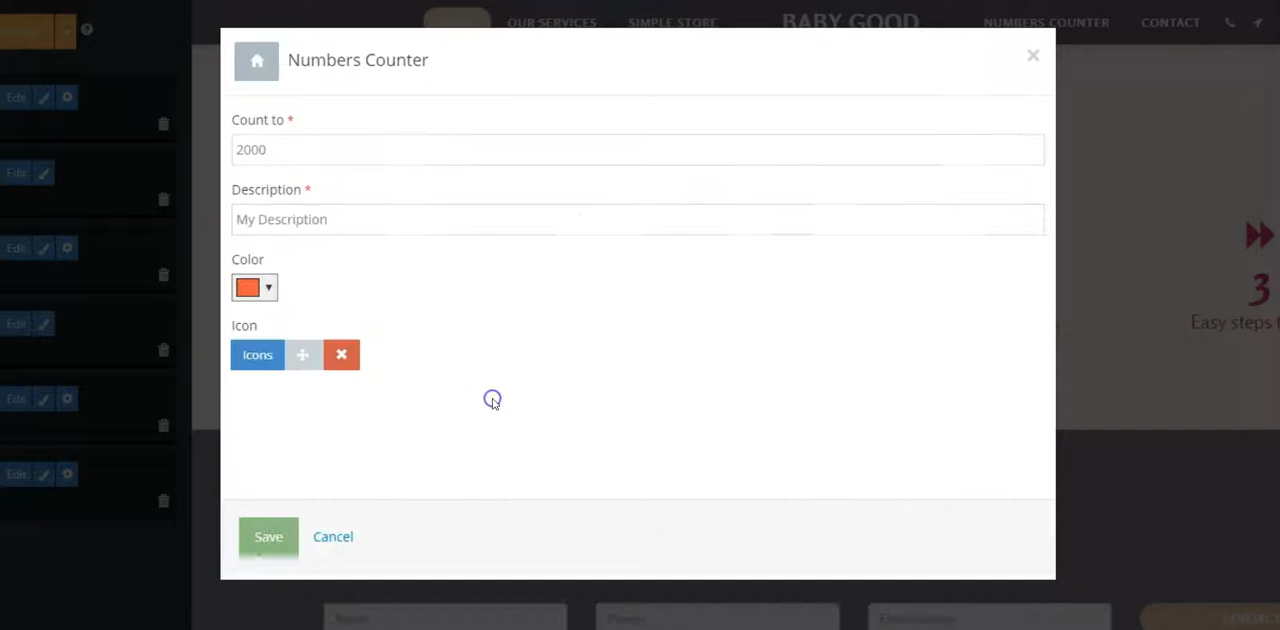 OUR SERVICES SIMPLE STORE BABY GOOD NUMBERS COUNTER CONTACT
Numbers Counter
×
Edit
Count to *
2000
Edit
Description *
My Description
Edit
Color
3
Easy steps
Edit
Icon
Icons
Edit
Edit
Save Cancel